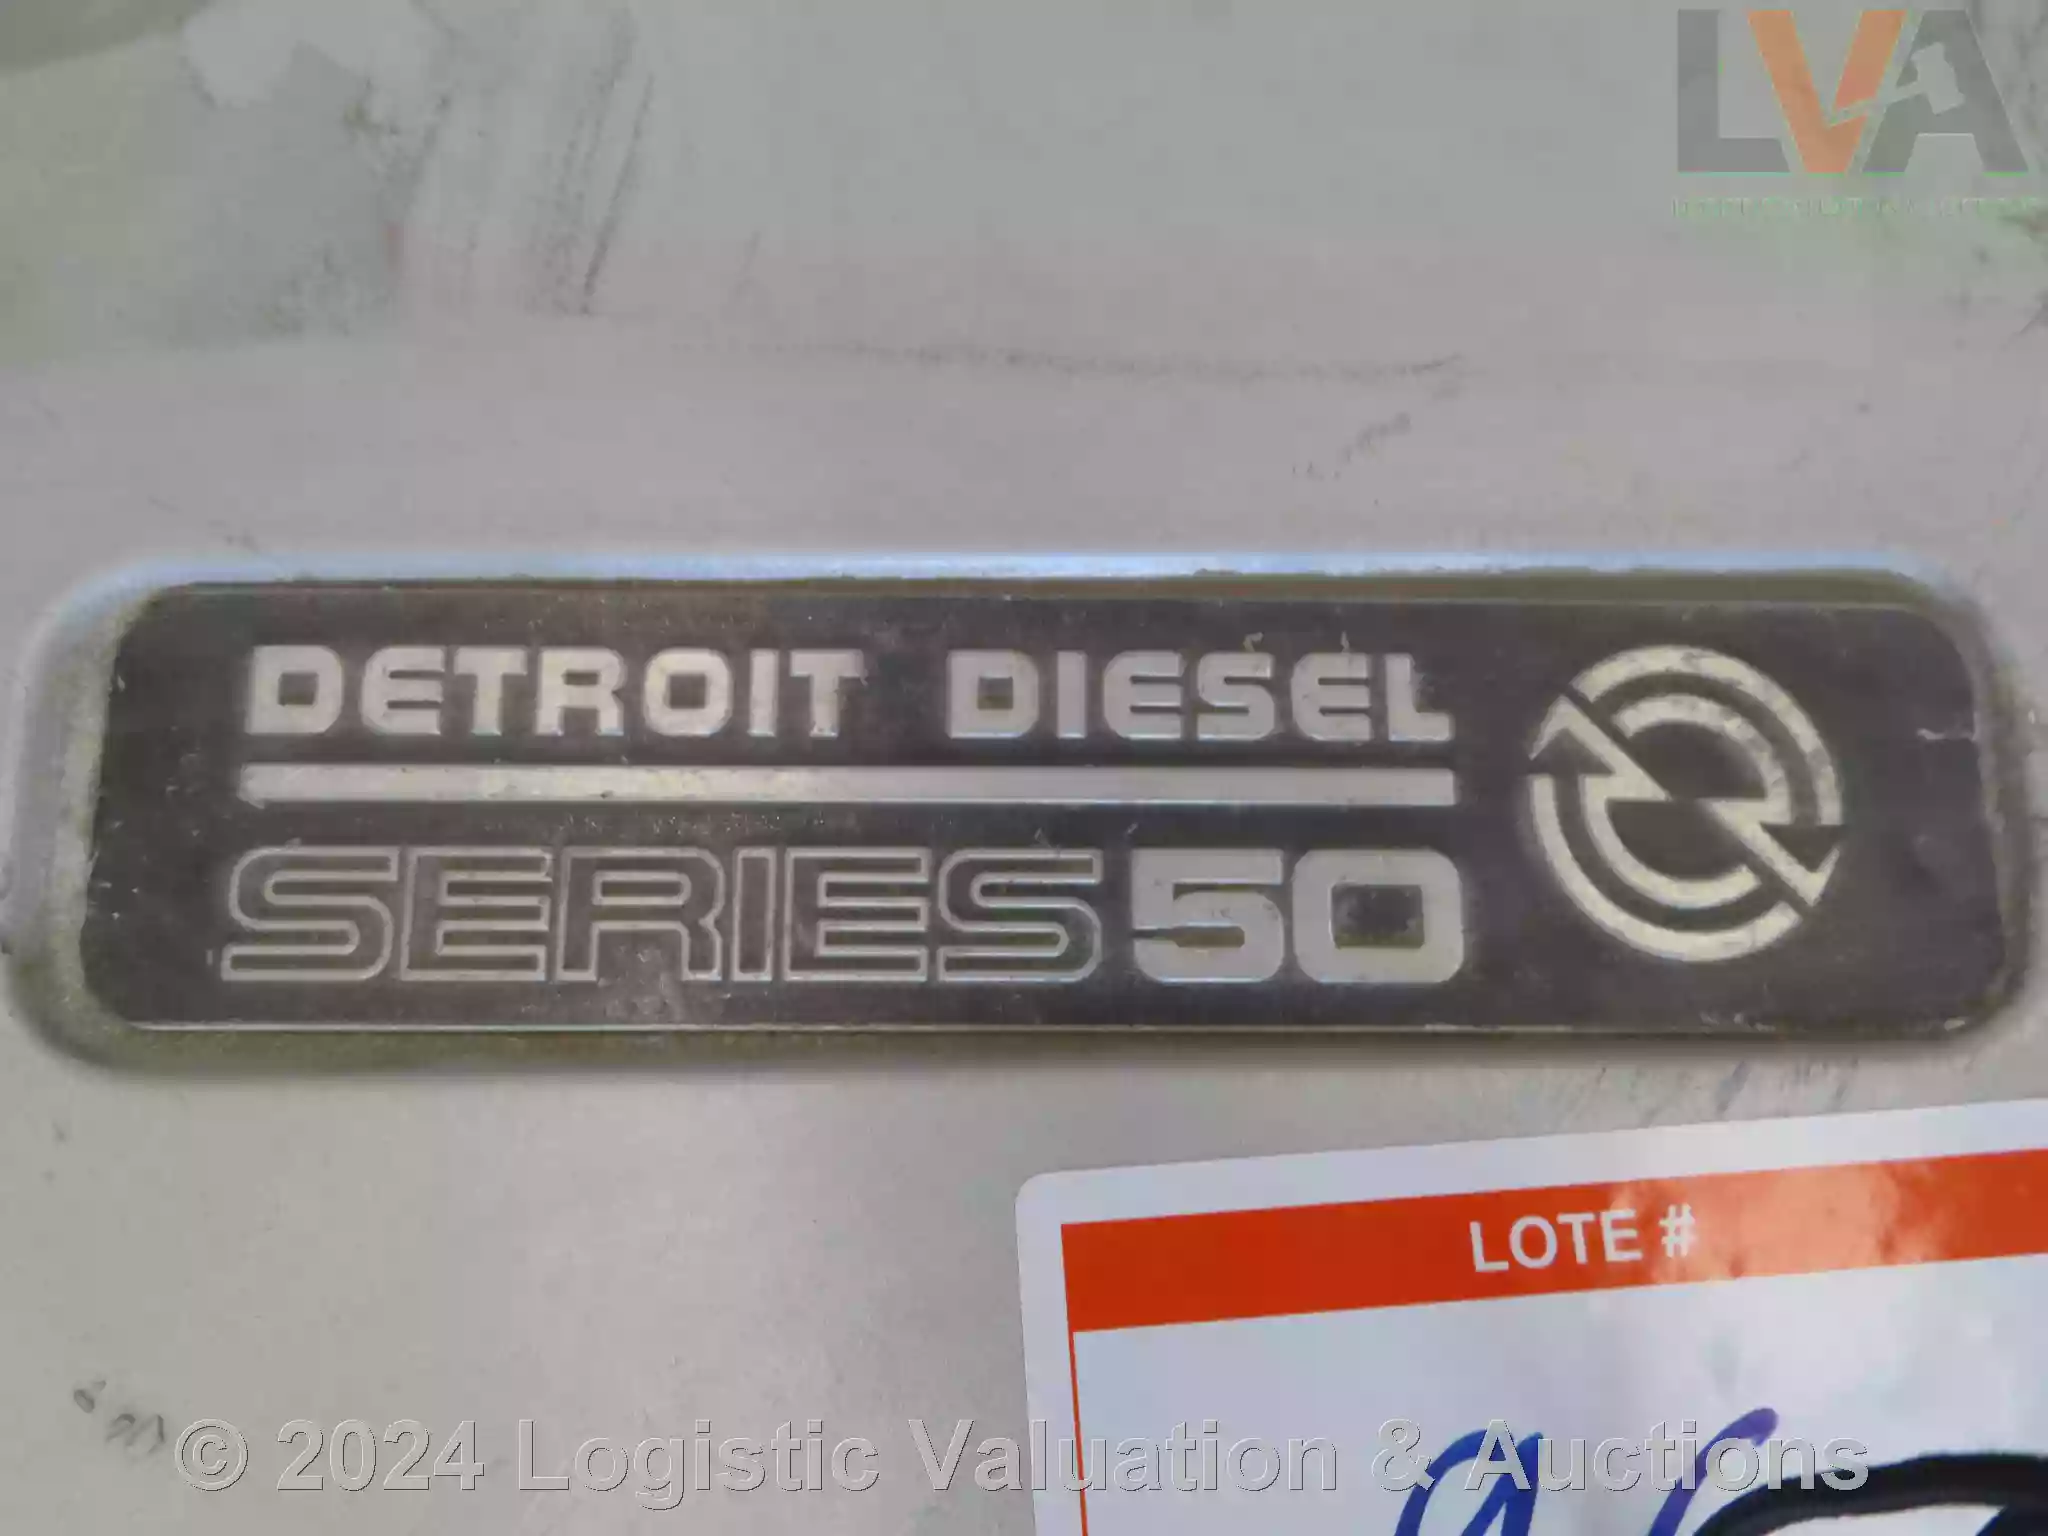 LVA
DETROIT DIESEL
SERIES 50
LOTE #
© 2024 Logistic Valuation & Auctions